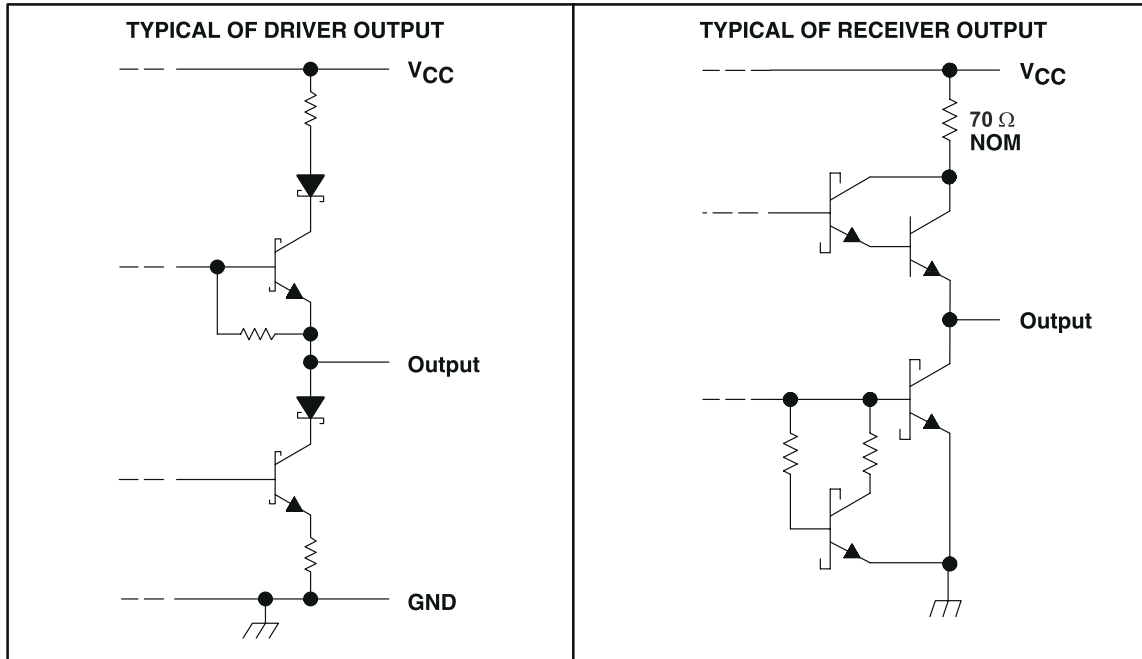 TYPICAL OF DRIVER OUTPUT
VCC
Output
GND
TYPICAL OF RECEIVER OUTPUT
VCC
70 Ω
NOM
Output